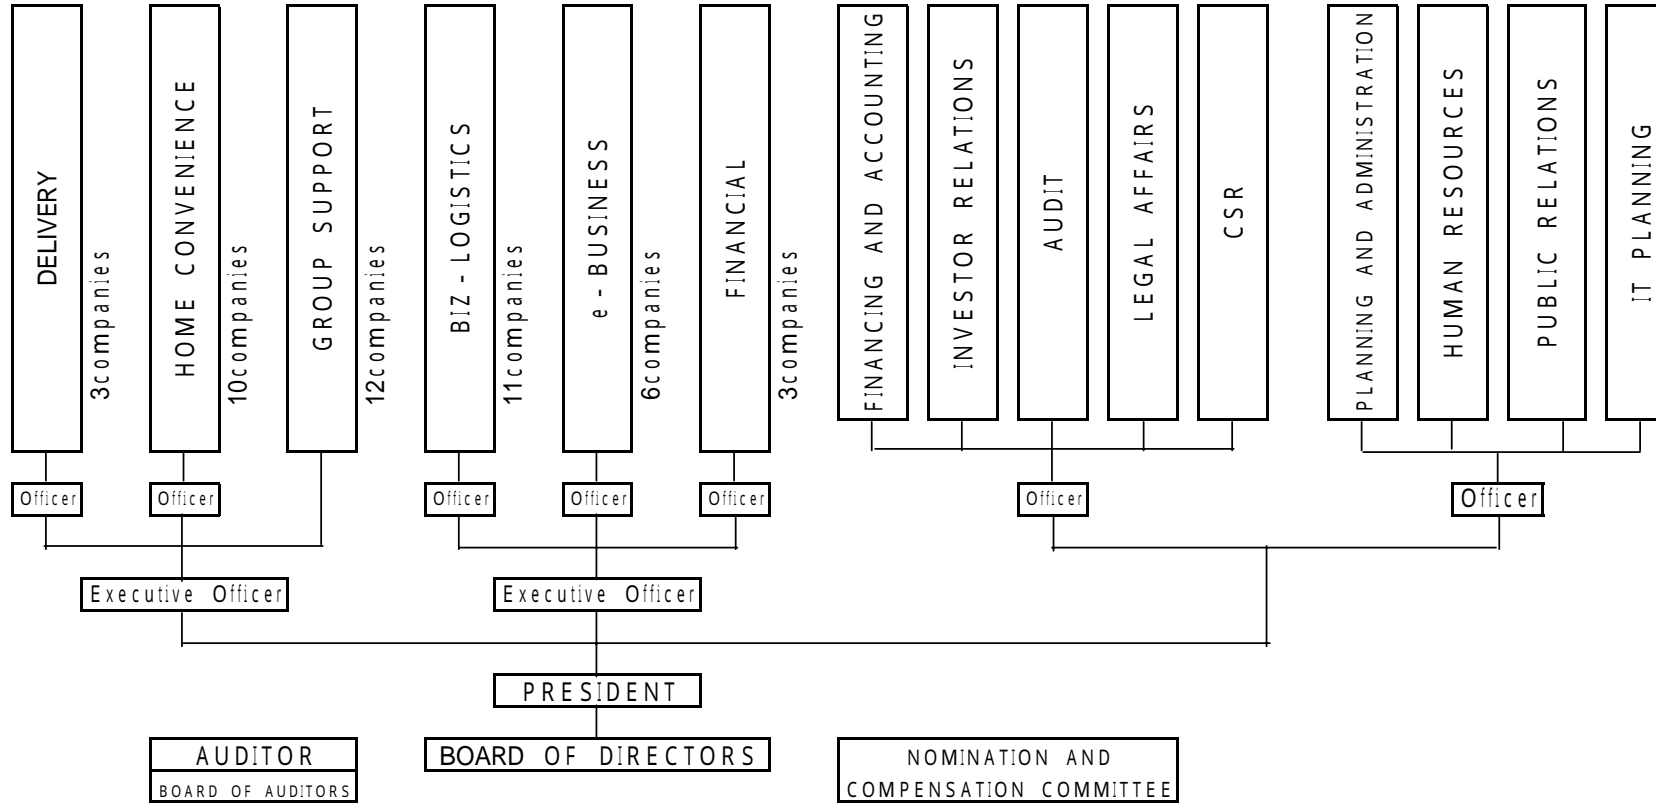 DELIVERY
3companies
HOME CONVENIENCE
10companies
GROUP SUPPORT
12companies
BIZ-LOGISTICS
11companies
e-BUSINESS
6companies
FINANCIAL
3companies
FINANCING AND ACCOUNTING
INVESTOR RELATIONS
AUDIT
LEGAL AFFAIRS
CSR
PLANNING AND ADMINISTRATION
HUMAN RESOURCES
PUBLIC RELATIONS
IT PLANNING
Officer
Officer
Officer
Officer
Officer
Officer
Officer
Executive Officer
Executive Officer
PRESIDENT
AUDITOR
BOARD OF AUDITORS
BOARD OF DIRECTORS
NOMINATION AND
COMPENSATION COMMITTEE